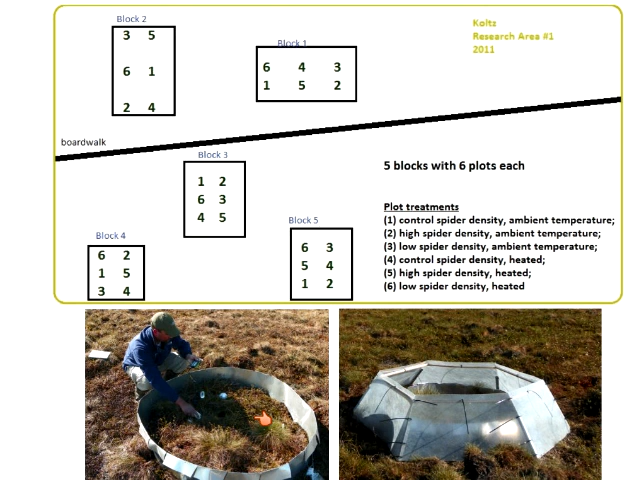 Block 2
3 5
6 1
2 4
Block 1
6 4 3
1 5 2
Koltz
Research Area #1
2011
boardwalk
Block 3
1 2
6 3
4 5
5 blocks with 6 plots each
Block 4
6 2
1 5
3 4
Block 5
6 3
5 4
1 2
Plot treatments
(1) control spider density, ambient temperature;
(2) high spider density, ambient temperature;
(3) low spider density, ambient temperature;
(4) control spider density, heated;
(5) high spider density, heated;
(6) low spider density, heated